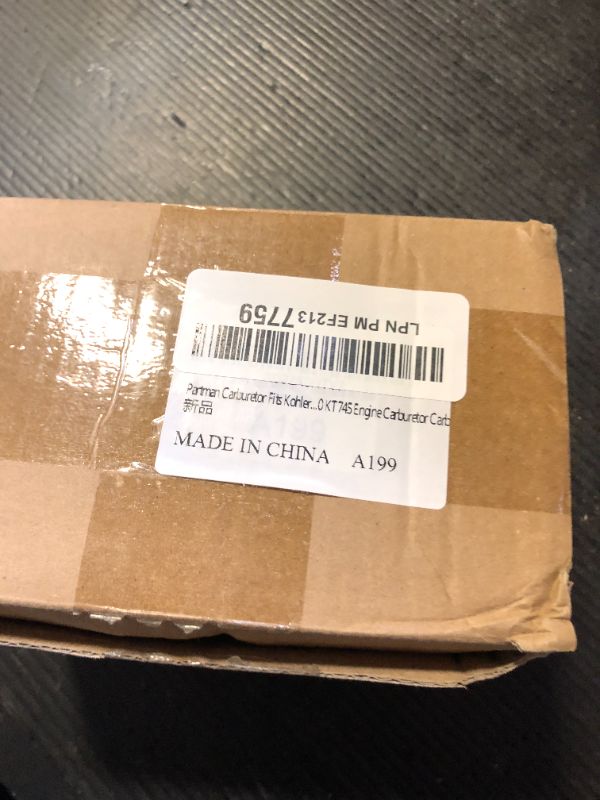 LPN PM EF2137759
Partman Carburetor Fits Kohler...0 KT745 Engine Carburetor Carb
新品
MADE IN CHINA A199